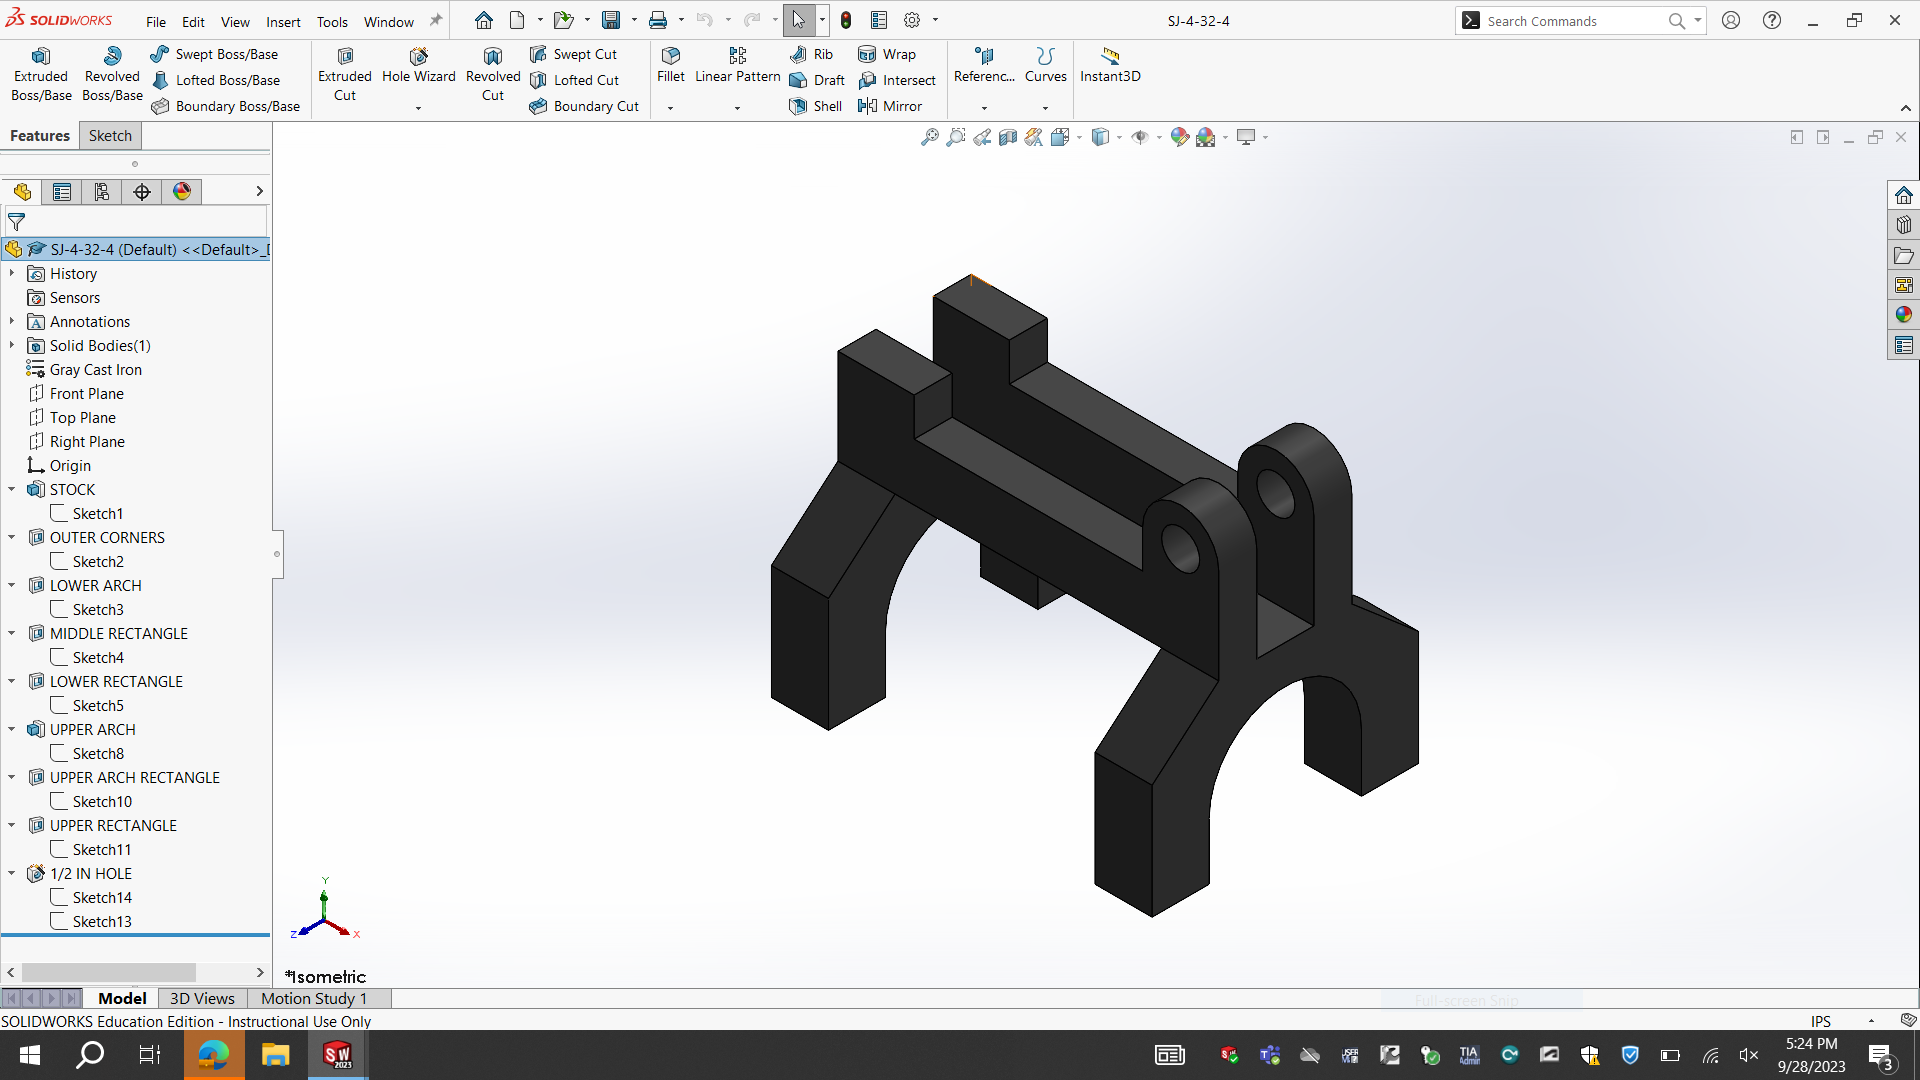 SOLIDWORKS File Edit View Insert Tools Window SJ-4-32-4 Search Commands
Extruded Boss/Base
Revolved Boss/Base
Swept Boss/Base
Lofted Boss/Base
Boundary Boss/Base
Extruded Cut
Hole Wizard
Revolved Cut
Swept Cut
Lofted Cut
Boundary Cut
Fillet
Linear Pattern
Rib
Draft
Shell
Wrap
Intersect
Mirror
Referenc...
Curves
Instant3D
Features Sketch
SJ-4-32-4 (Default) <<Default>_D
History
Sensors
Annotations
Solid Bodies(1)
Gray Cast Iron
Front Plane
Top Plane
Right Plane
Origin
STOCK
Sketch1
OUTER CORNERS
Sketch2
LOWER ARCH
Sketch3
MIDDLE RECTANGLE
Sketch4
LOWER RECTANGLE
Sketch5
UPPER ARCH
Sketch8
UPPER ARCH RECTANGLE
Sketch10
UPPER RECTANGLE
Sketch11
1/2 IN HOLE
Sketch14
Sketch13
Y
Z X
*Isometric
Model 3D Views Motion Study 1
Full-screen Snip
SOLIDWORKS Education Edition - Instructional Use Only
IPS
SW 2023
TIA Admin
5:24 PM
9/28/2023
3